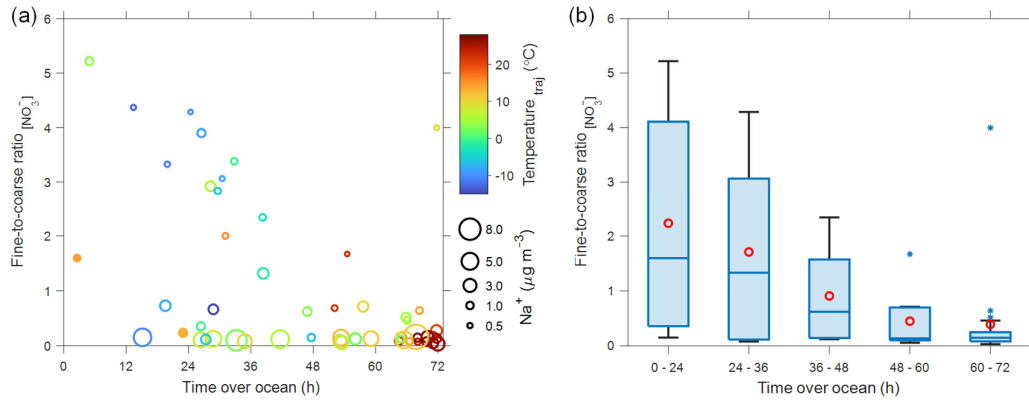 (a)
6
5
4
3
2
1
0
Fine-to-coarse ratio [NO₃⁻]
0 12 24 36 48 60 72
Time over ocean (h)
20
10
0
-10
Temperature traj (°C)
8.0
5.0
3.0
1.0
0.5
Na⁺ (μg m⁻³)
(b)
6
5
4
3
2
1
0
Fine-to-coarse ratio [NO₃⁻]
0 - 24 24 - 36 36 - 48 48 - 60 60 - 72
Time over ocean (h)